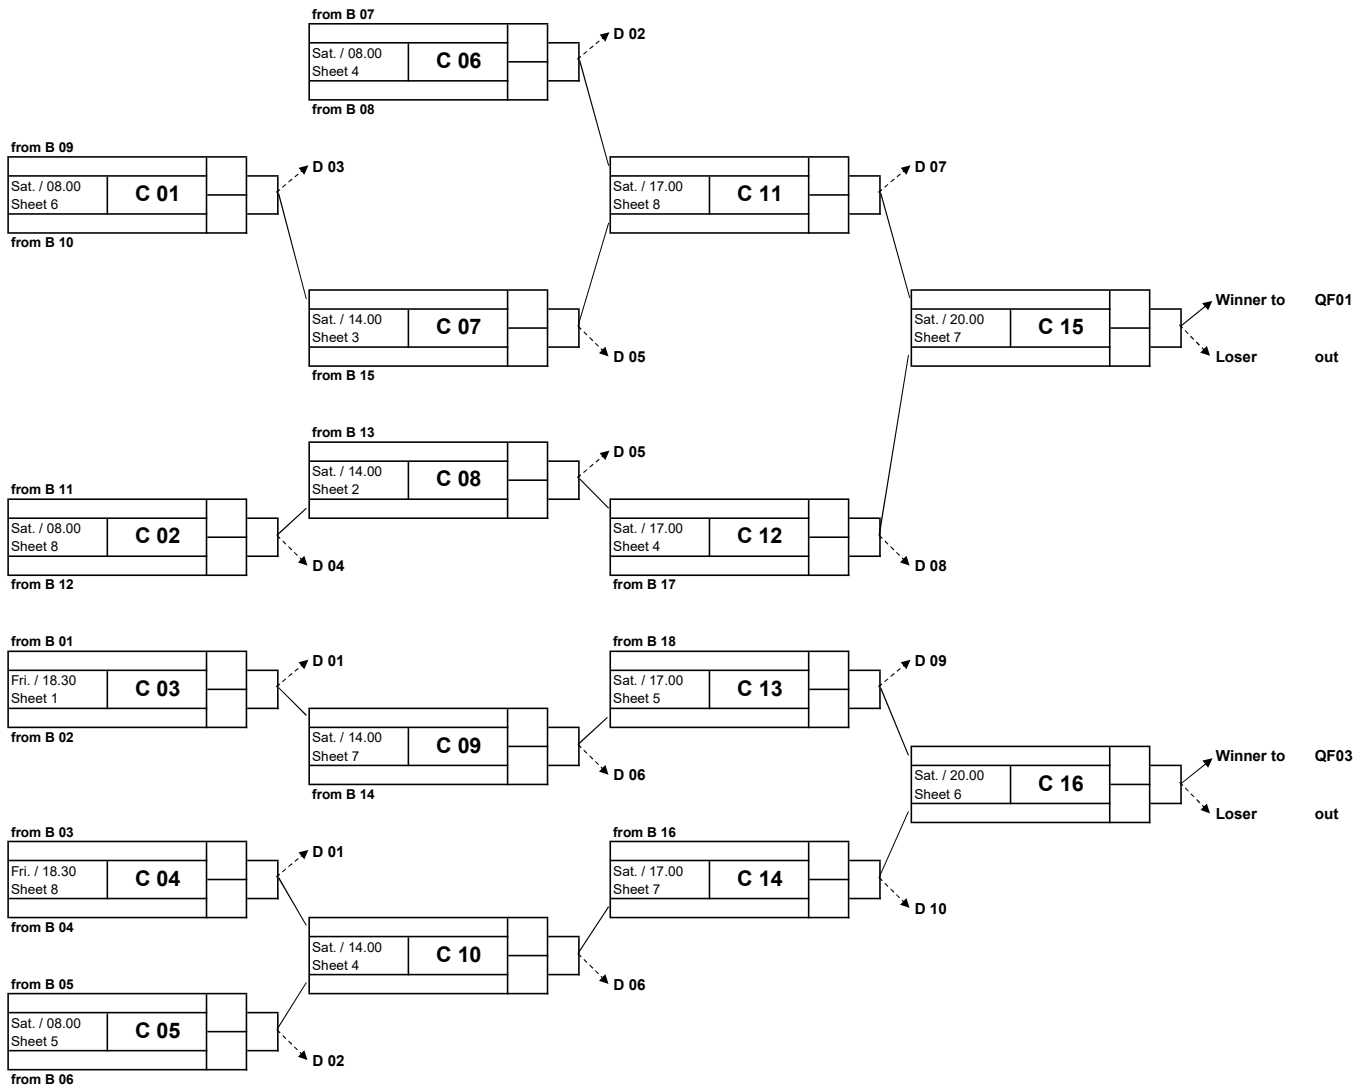 from B 07
Sat. / 08.00
Sheet 4
C 06
D 02
from B 08
from B 09
Sat. / 08.00
Sheet 6
C 01
D 03
from B 10
Sat. / 17.00
Sheet 8
C 11
D 07
Sat. / 14.00
Sheet 3
C 07
D 05
from B 15
Sat. / 20.00
Sheet 7
C 15
Winner to QF01
Loser out
from B 13
Sat. / 14.00
Sheet 2
C 08
D 05
from B 11
Sat. / 08.00
Sheet 8
C 02
D 04
from B 12
Sat. / 17.00
Sheet 4
C 12
D 08
from B 17
from B 01
Fri. / 18.30
Sheet 1
C 03
D 01
from B 02
from B 18
Sat. / 17.00
Sheet 5
C 13
D 09
Sat. / 14.00
Sheet 7
C 09
D 06
from B 14
Sat. / 20.00
Sheet 6
C 16
Winner to QF03
Loser out
from B 03
Fri. / 18.30
Sheet 8
C 04
D 01
from B 04
from B 16
Sat. / 17.00
Sheet 7
C 14
D 10
Sat. / 14.00
Sheet 4
C 10
D 06
from B 05
Sat. / 08.00
Sheet 5
C 05
D 02
from B 06